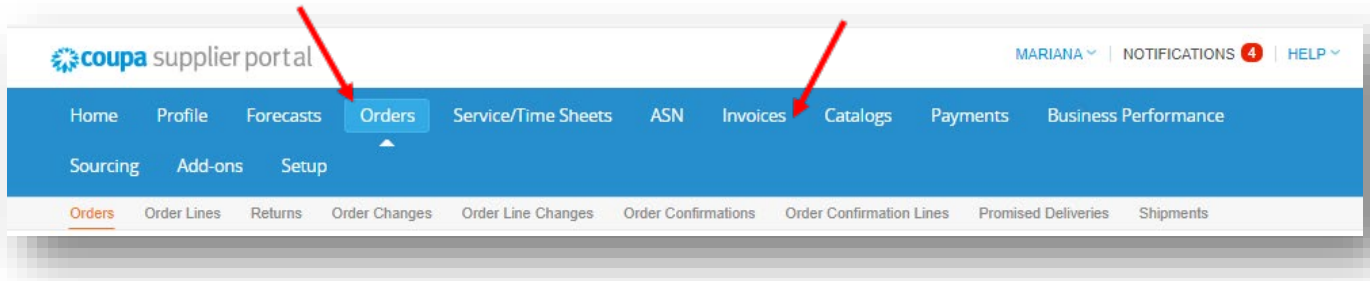 coupa supplier portal MARIANA NOTIFICATIONS 4 HELP
Home Profile Forecasts Orders Service/Time Sheets ASN Invoices Catalogs Payments Business Performance
Sourcing Add-ons Setup
Orders Order Lines Returns Order Changes Order Line Changes Order Confirmations Order Confirmation Lines Promised Deliveries Shipments